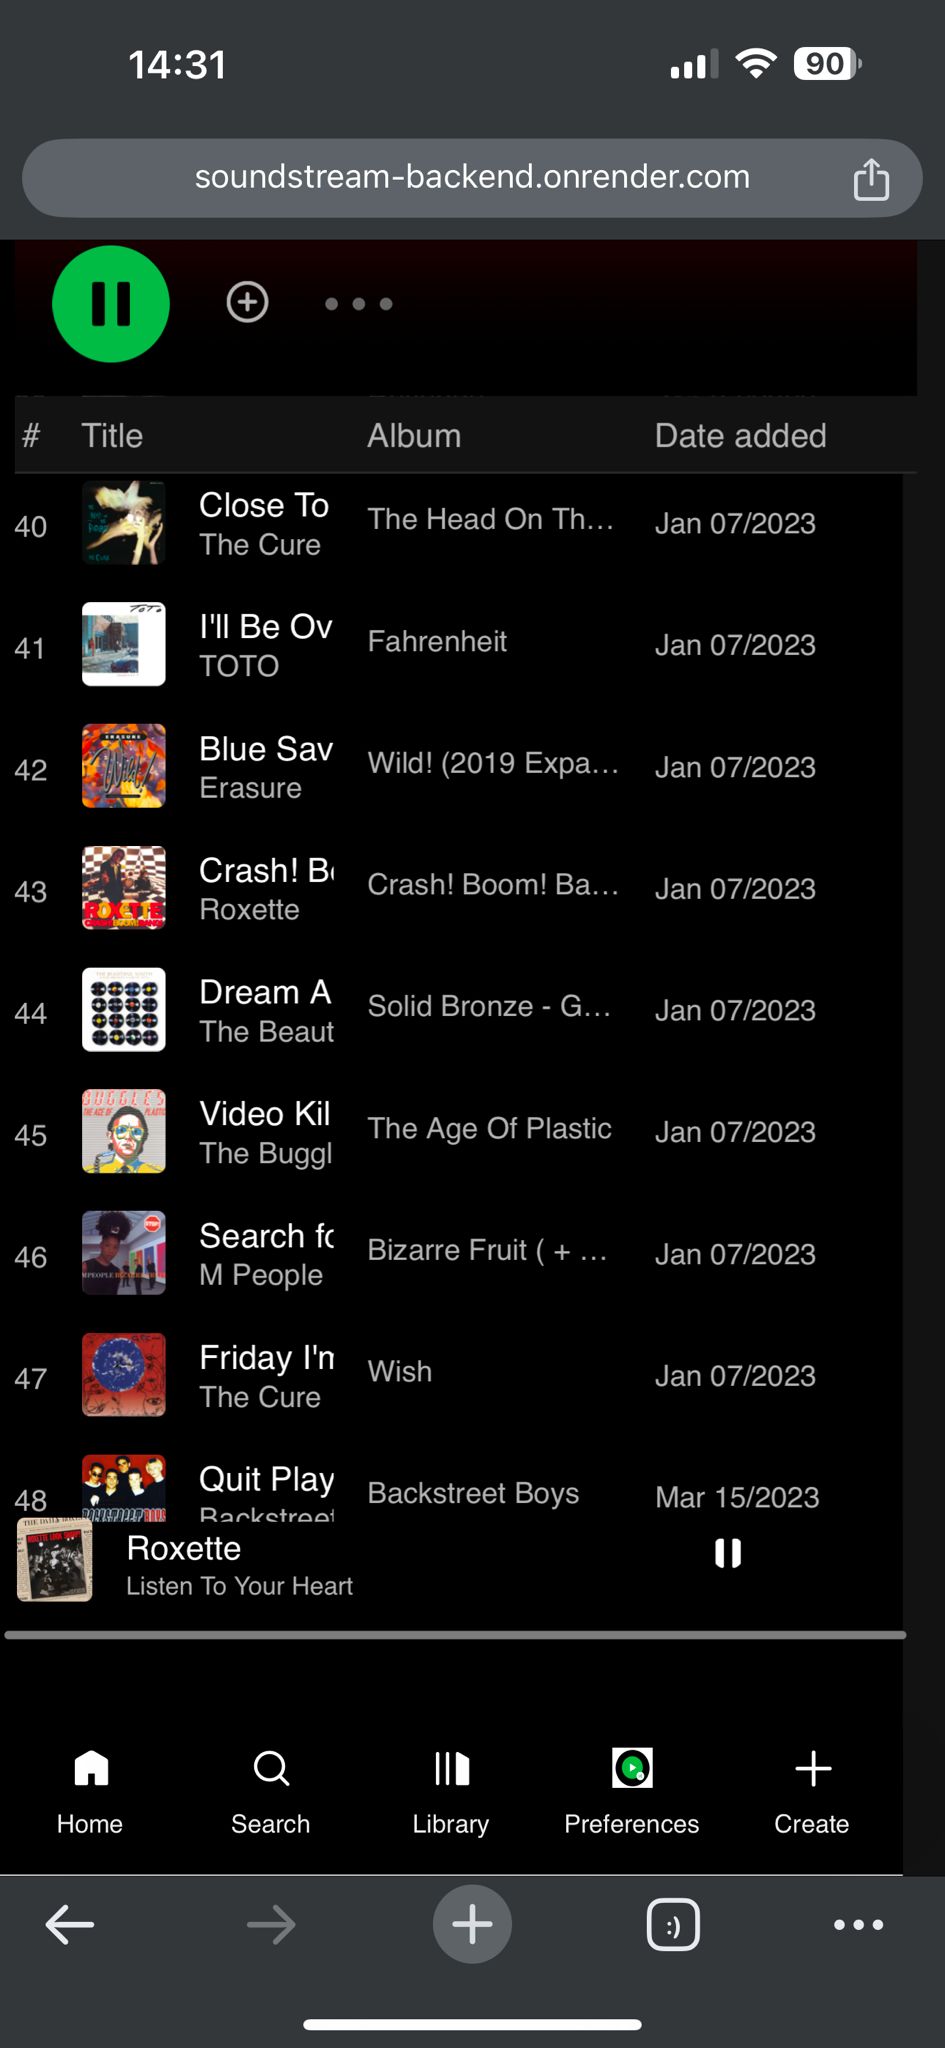 14:31
90
soundstream-backend.onrender.com
# Title Album Date added
40 Close To The Head On Th... Jan 07/2023
The Cure
41 I'll Be Ov Fahrenheit Jan 07/2023
TOTO
42 Blue Sav Wild! (2019 Expa... Jan 07/2023
Erasure
43 Crash! B Crash! Boom! Ba... Jan 07/2023
Roxette
44 Dream A Solid Bronze - G... Jan 07/2023
The Beaut
45 Video Kil The Age Of Plastic Jan 07/2023
The Buggl
46 Search fo Bizarre Fruit ( + ... Jan 07/2023
M People
47 Friday I'm Wish Jan 07/2023
The Cure
48 Quit Play Backstreet Boys Mar 15/2023
Backstreet
Roxette
Listen To Your Heart
Home Search Library Preferences Create
:)